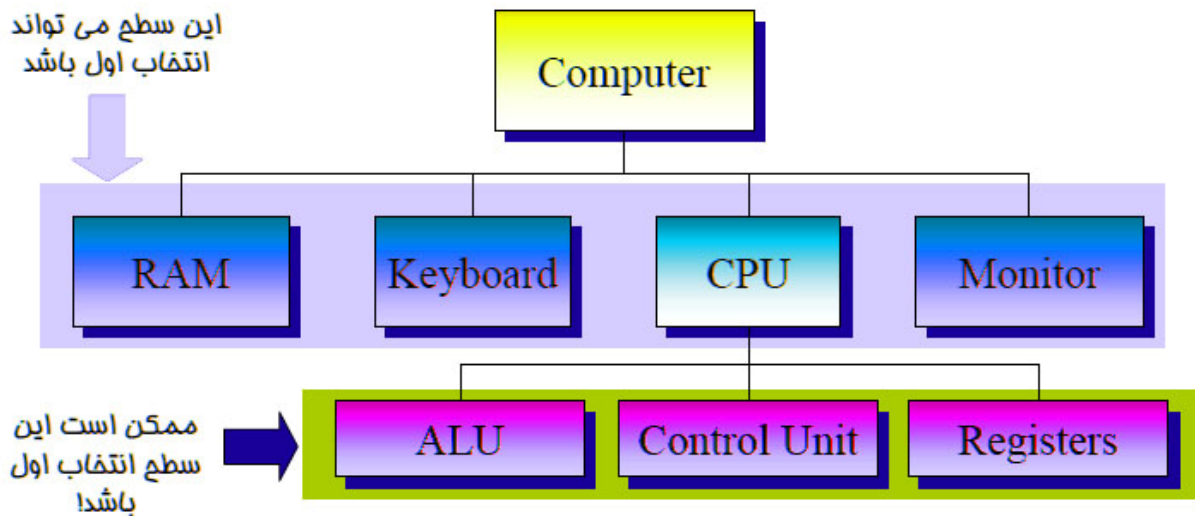 این سطح می تواند
انتخاب اول باشد
Computer
RAM Keyboard CPU Monitor
ممکن است این
سطح انتخاب اول
باشد!
ALU Control Unit Registers